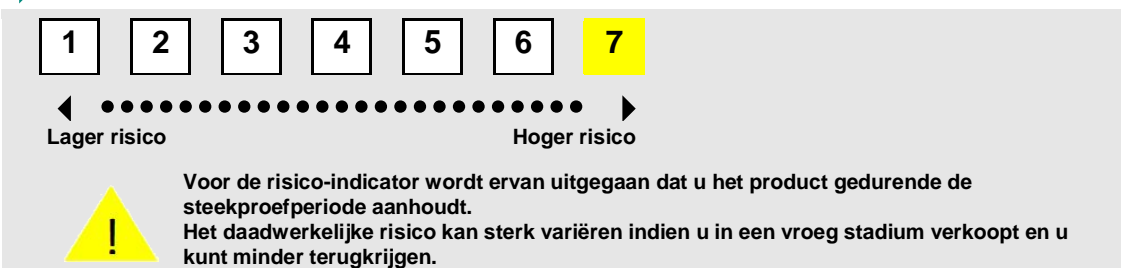 1 2 3 4 5 6 7
Lager risico Hoger risico
Voor de risico-indicator wordt ervan uitgegaan dat u het product gedurende de
steekproefperiode aanhoudt.
!
Het daadwerkelijke risico kan sterk variëren indien u in een vroeg stadium verkoopt en u
kunt minder terugkrijgen.